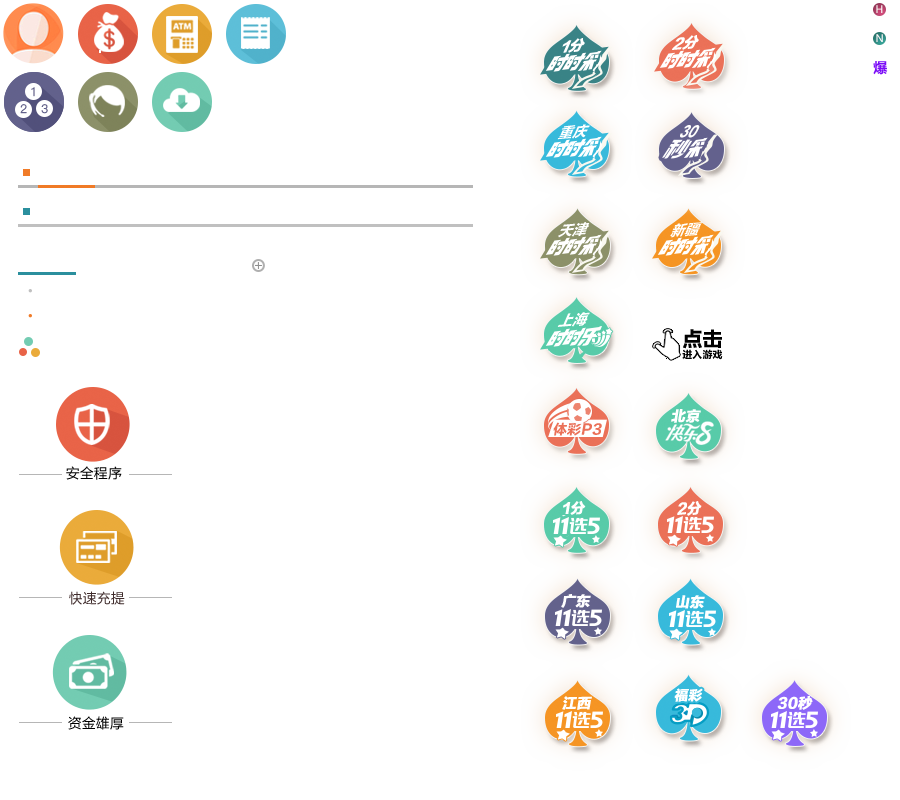 ATM
1
2 3
H
N
爆
1分
时时彩
2分
时时彩
重庆
时时彩
30
秒彩
天津
时时彩
新疆
时时彩
上海
时时乐
点击
进入游戏
体彩P3
北京
快乐8
1分
11选5
2分
11选5
广东
11选5
山东
11选5
江西
11选5
福彩
3D
30秒
11选5
安全程序
快速充提
资金雄厚